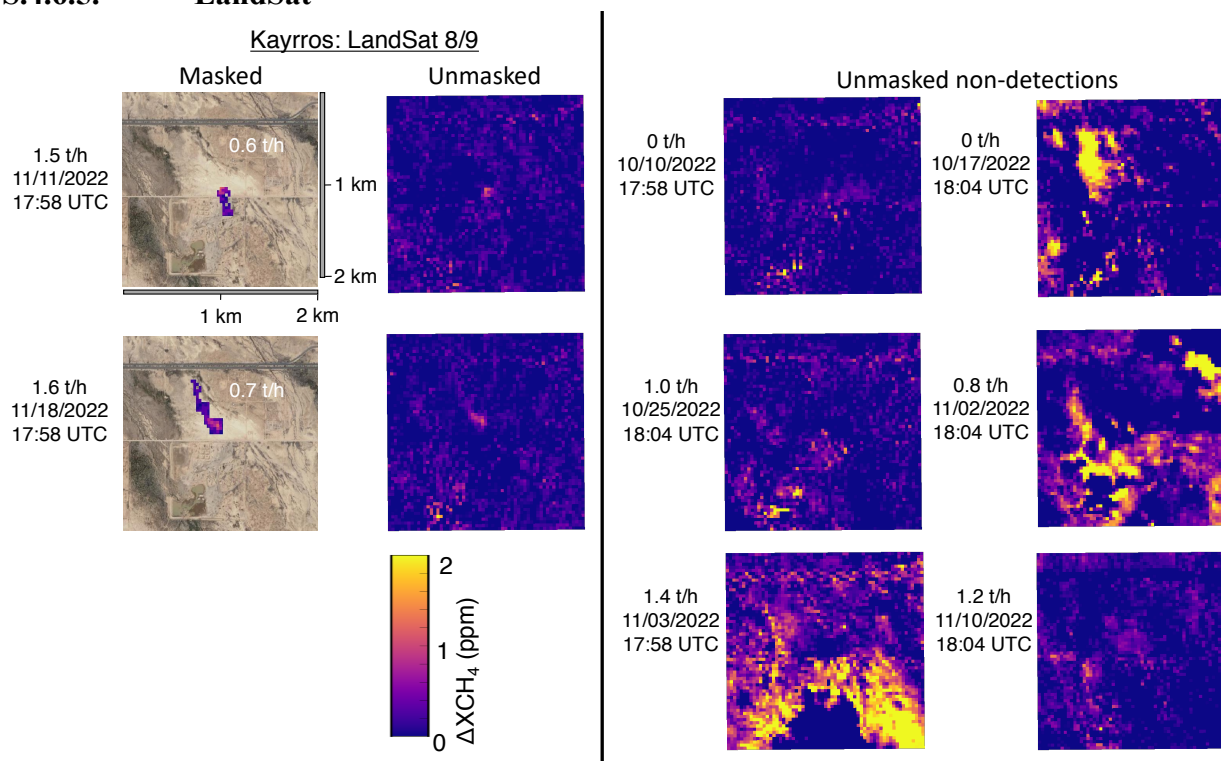 LandSat
Kayrros: LandSat 8/9
Masked
Unmasked
1.5 t/h
11/11/2022
17:58 UTC
0.6 t/h
1 km
2 km
1 km
2 km
1.6 t/h
11/18/2022
17:58 UTC
0.7 t/h
2
1
0
ΔXCH₄ (ppm)
Unmasked non-detections
0 t/h
10/10/2022
17:58 UTC
0 t/h
10/17/2022
18:04 UTC
1.0 t/h
10/25/2022
18:04 UTC
0.8 t/h
11/02/2022
18:04 UTC
1.4 t/h
11/03/2022
17:58 UTC
1.2 t/h
11/10/2022
18:04 UTC